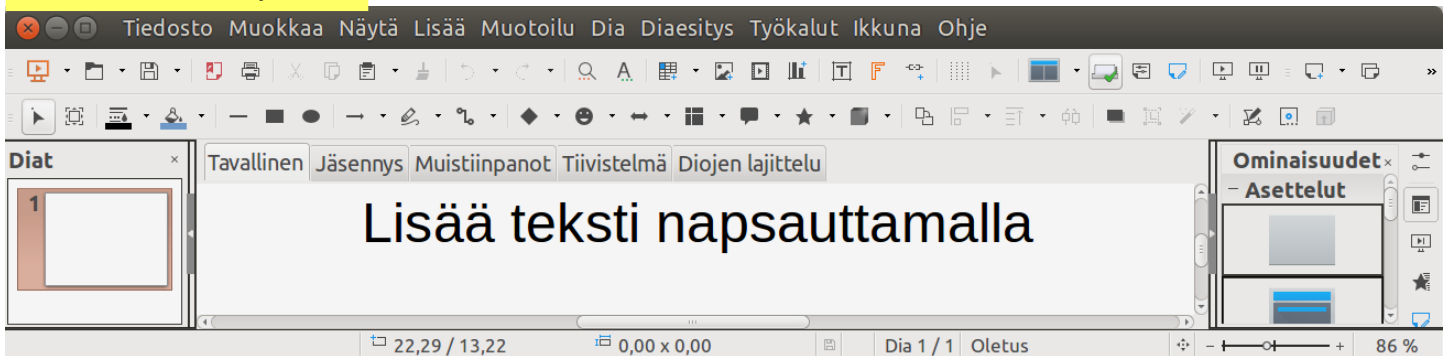 Tiedosto Muokkaa Näytä Lisää Muotoilu Dia Diaesitys Työkalut Ikkuna Ohje
Diat
Tavallinen Jäsennys Muistiinpanot Tiivistelmä Diojen lajittelu
Ominaisuudet
Asettelut
1
Lisää teksti napsauttamalla
22,29 / 13,22 0,00 x 0,00 Dia 1 / 1 Oletus 86 %